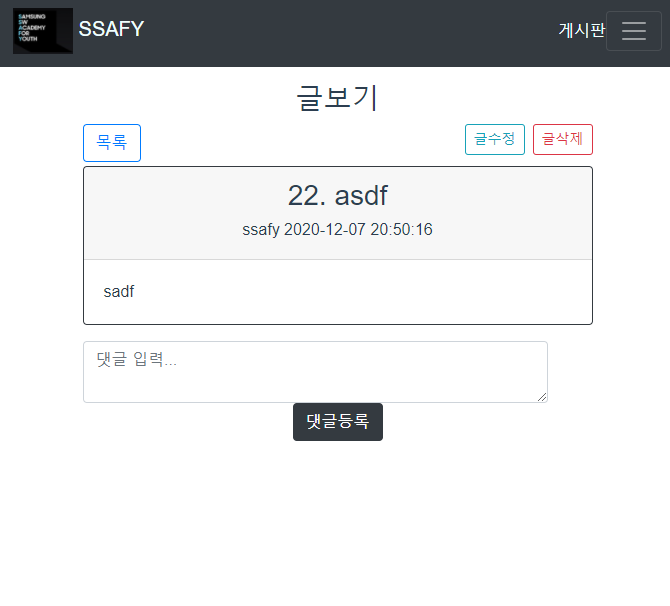 SAMSUNG
SW
ACADEMY
FOR
YOUTH
SSAFY
게시판
글보기
목록
글수정
글삭제
22. asdf
ssafy 2020-12-07 20:50:16
sadf
댓글 입력...
댓글등록